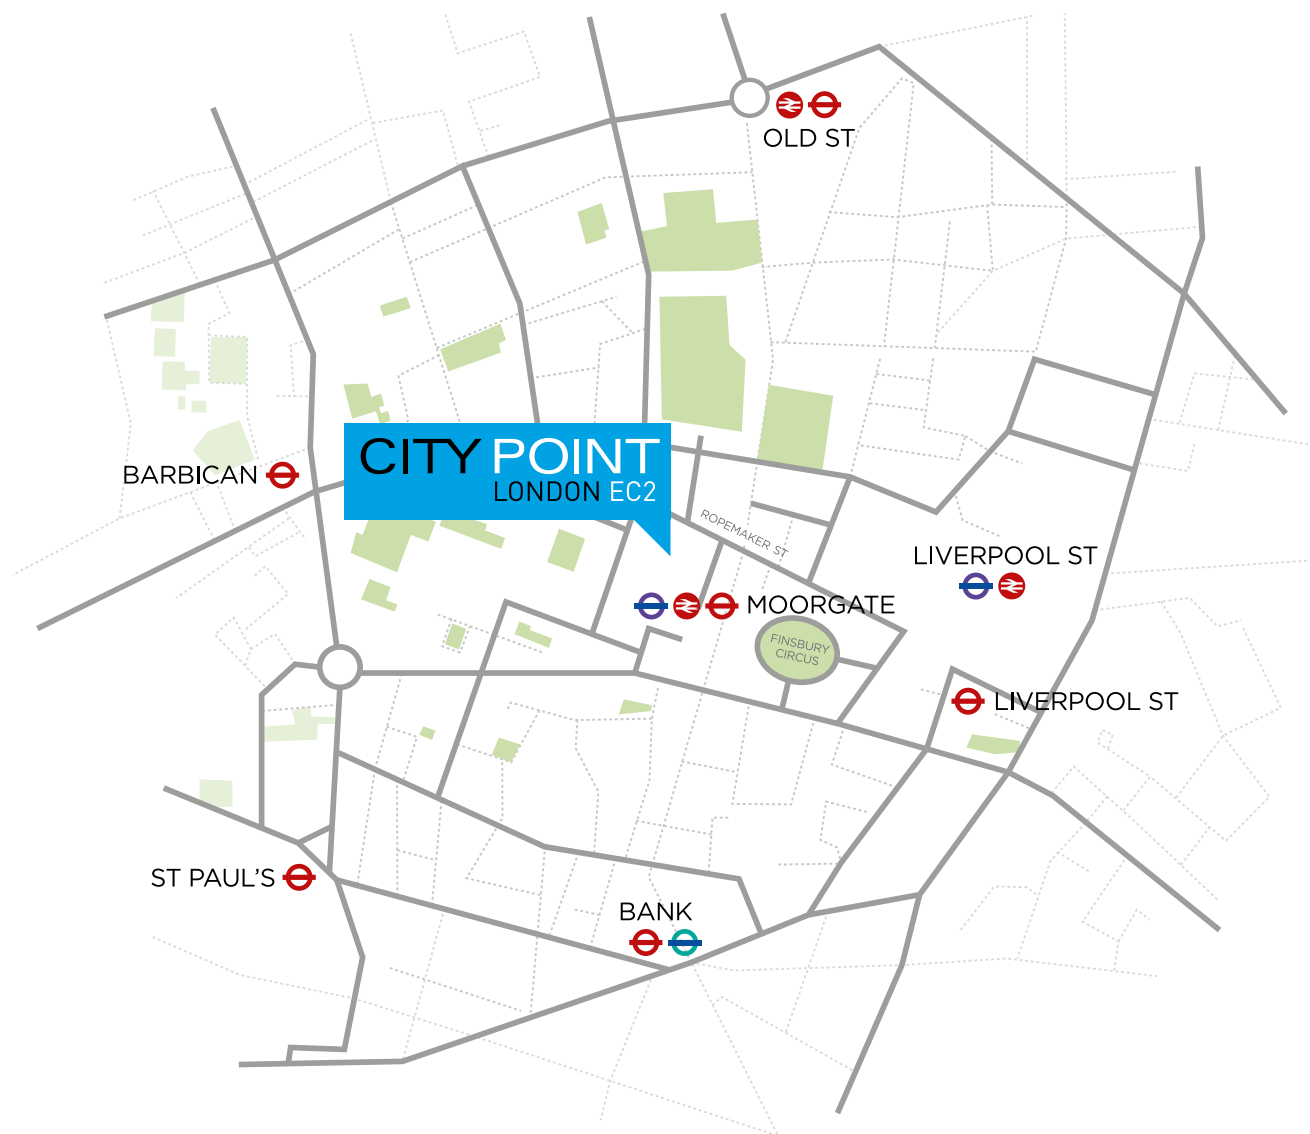 OLD ST
CITY POINT
LONDON EC2
BARBICAN
ROPEMAKER ST
LIVERPOOL ST
MOORGATE
FINSBURY
CIRCUS
LIVERPOOL ST
ST PAUL'S
BANK